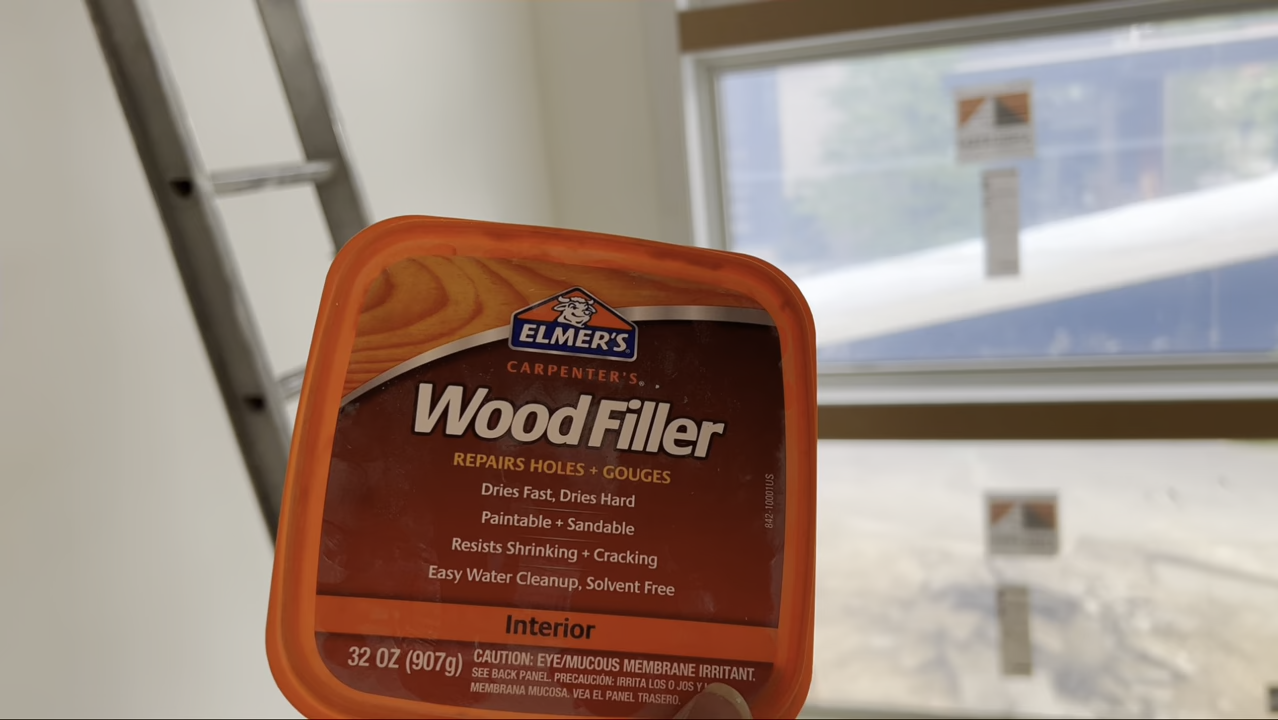 ELMER'S
CARPENTER'S®
Wood Filler
REPAIRS HOLES + GOUGES
Dries Fast, Dries Hard
Paintable + Sandable
Resists Shrinking + Cracking
Easy Water Cleanup, Solvent Free
842-10001US
Interior
32 OZ (907g)
CAUTION: EYE/MUCOUS MEMBRANE IRRITANT.
SEE BACK PANEL. PRECAUCIÓN: IRRITA LOS O JOS Y
MEMBRANA MUCOSA. VEA EL PANEL TRASERO.